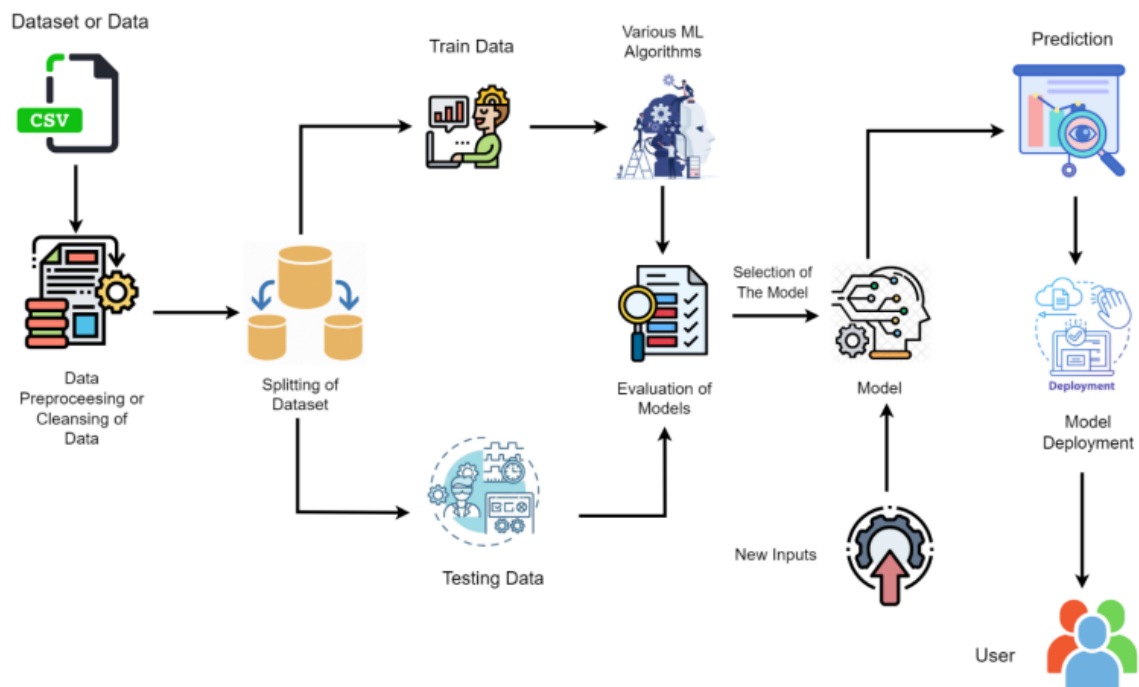 Dataset or Data
CSV
Data
Preproceesing or
Cleansing of
Data
Splitting of
Dataset
Train Data
Various ML
Algorithms
Testing Data
Evaluation of
Models
Selection of
The Model
Model
New Inputs
Prediction
Deployment
Model
Deployment
User